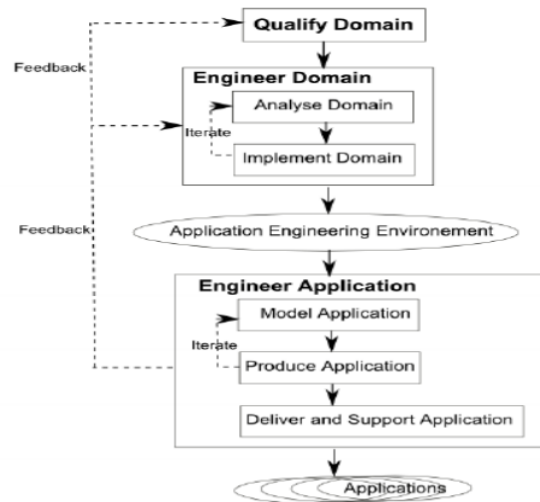 Qualify Domain
Feedback
Engineer Domain
Analyse Domain
Iterate
Implement Domain
Feedback
Application Engineering Environement
Engineer Application
Model Application
Iterate
Produce Application
Deliver and Support Application
Applications